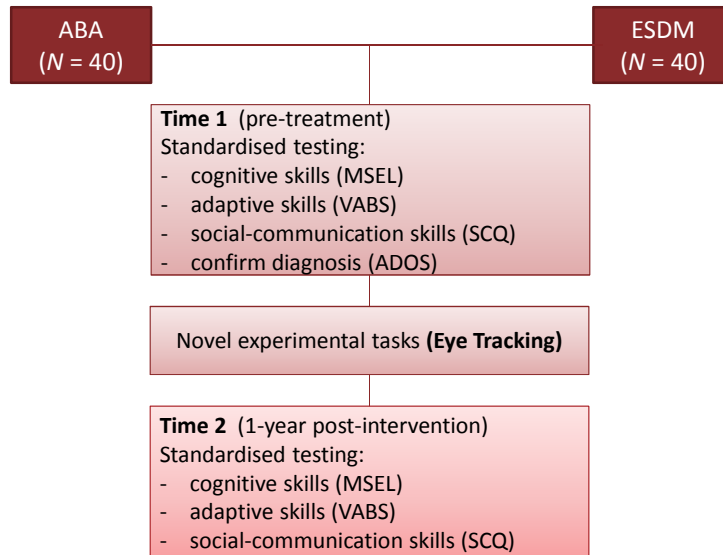 ABA
(N = 40)
ESDM
(N = 40)
Time 1 (pre-treatment)
Standardised testing:
- cognitive skills (MSEL)
- adaptive skills (VABS)
- social-communication skills (SCQ)
- confirm diagnosis (ADOS)
Novel experimental tasks (Eye Tracking)
Time 2 (1-year post-intervention)
Standardised testing:
- cognitive skills (MSEL)
- adaptive skills (VABS)
- social-communication skills (SCQ)